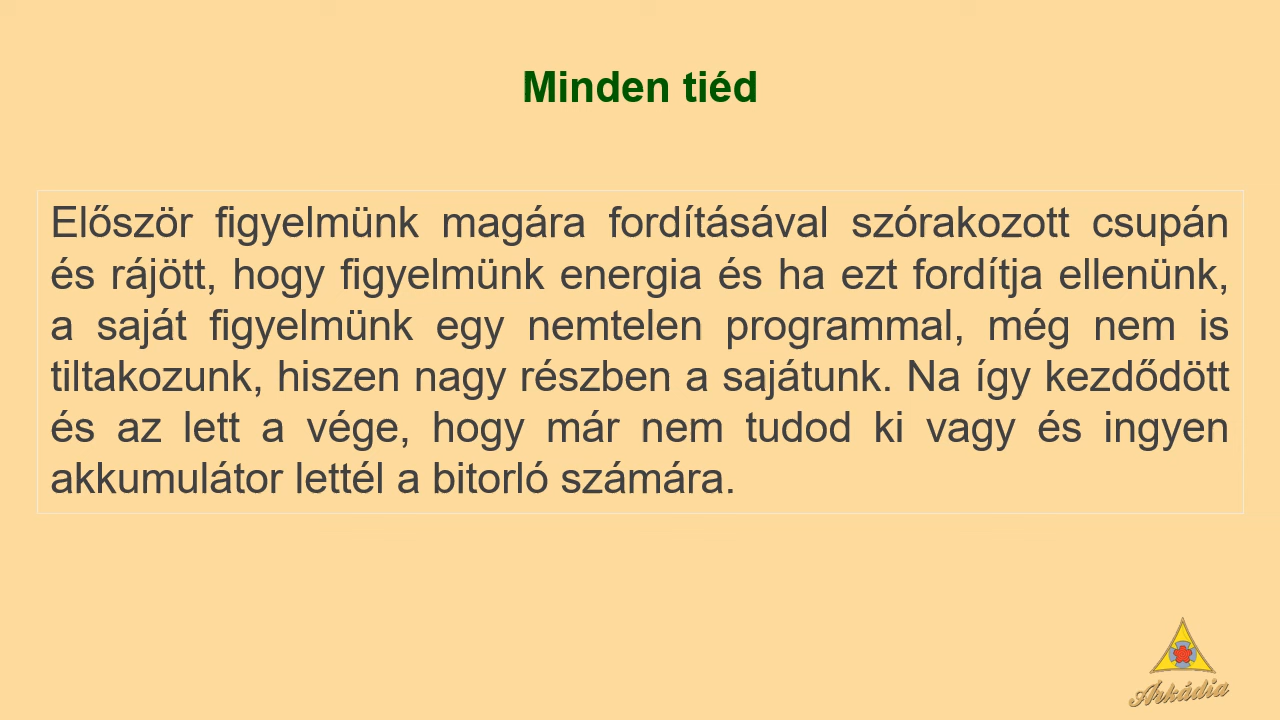 Minden tiéd
Először figyelmünk magára fordításával szórakozott csupán
és rájött, hogy figyelmünk energia és ha ezt fordítja ellenünk,
a saját figyelmünk egy nemtelen programmal, még nem is
tiltakozunk, hiszen nagy részben a sajátunk. Na így kezdődött
és az lett a vége, hogy már nem tudod ki vagy és ingyen
akkumulátor lettél a bitorló számára.
Arkádia